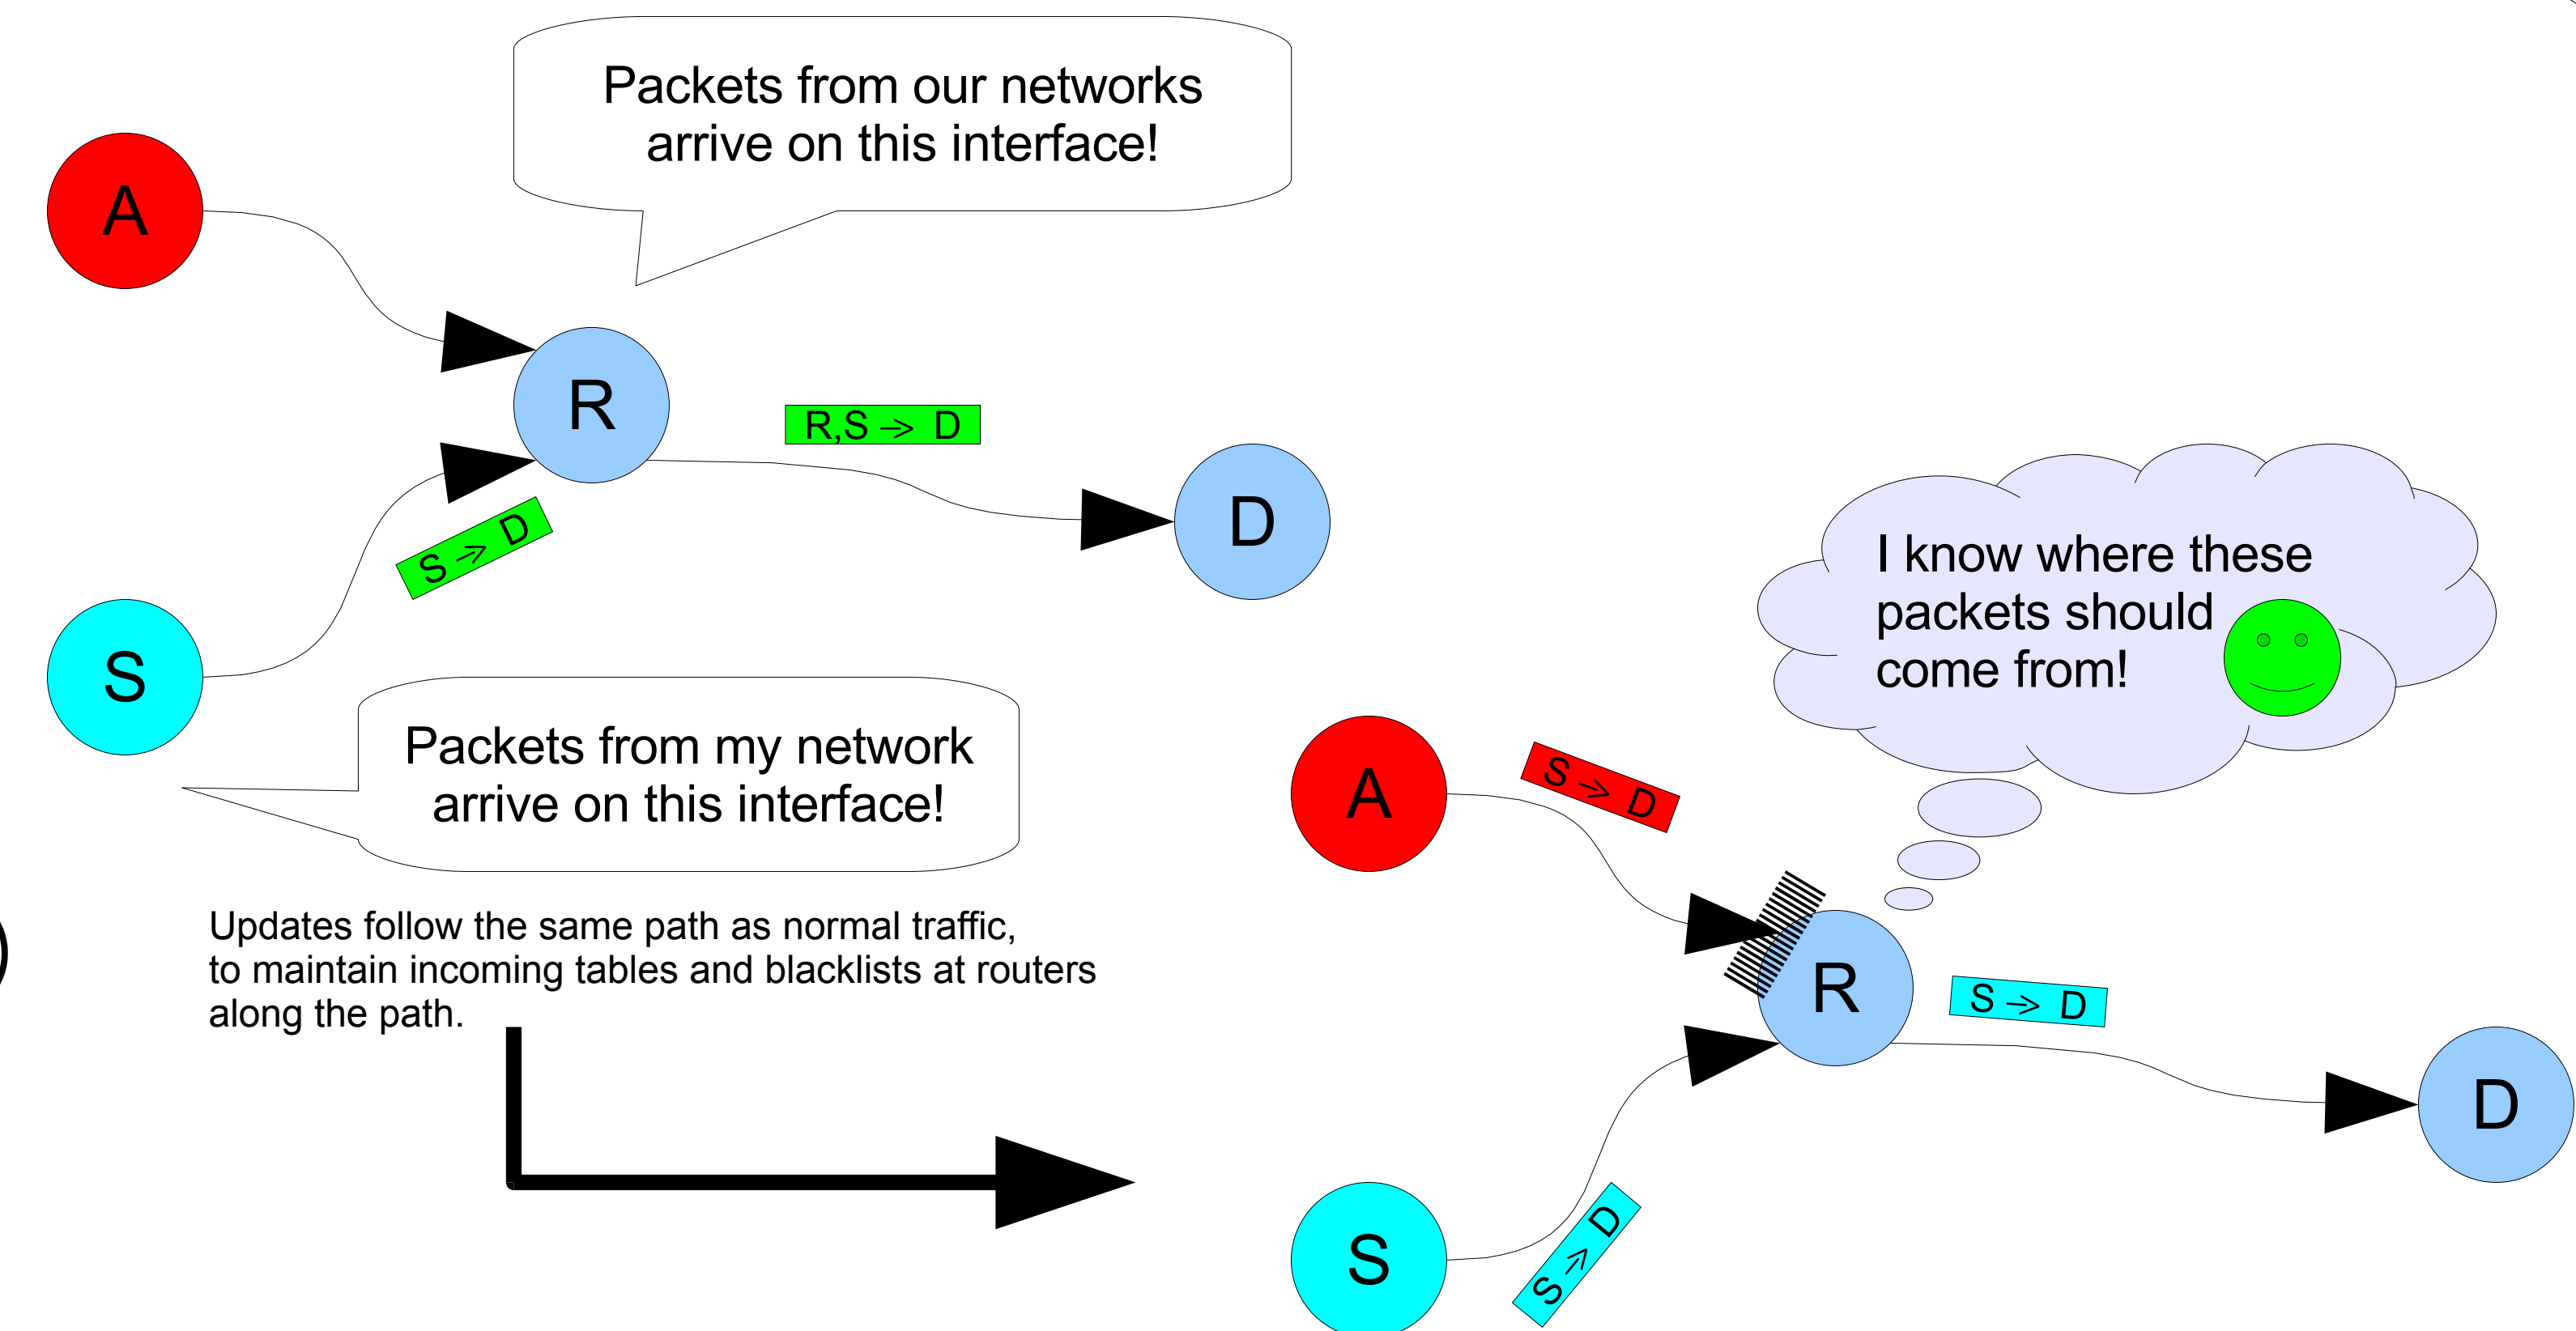 Packets from our networks
arrive on this interface!
A
R
R,S -> D
D
S -> D
S
Packets from my network
arrive on this interface!
Updates follow the same path as normal traffic,
to maintain incoming tables and blacklists at routers
along the path.
I know where these
packets should
come from!
A
S -> D
R
S -> D
D
S
S -> D